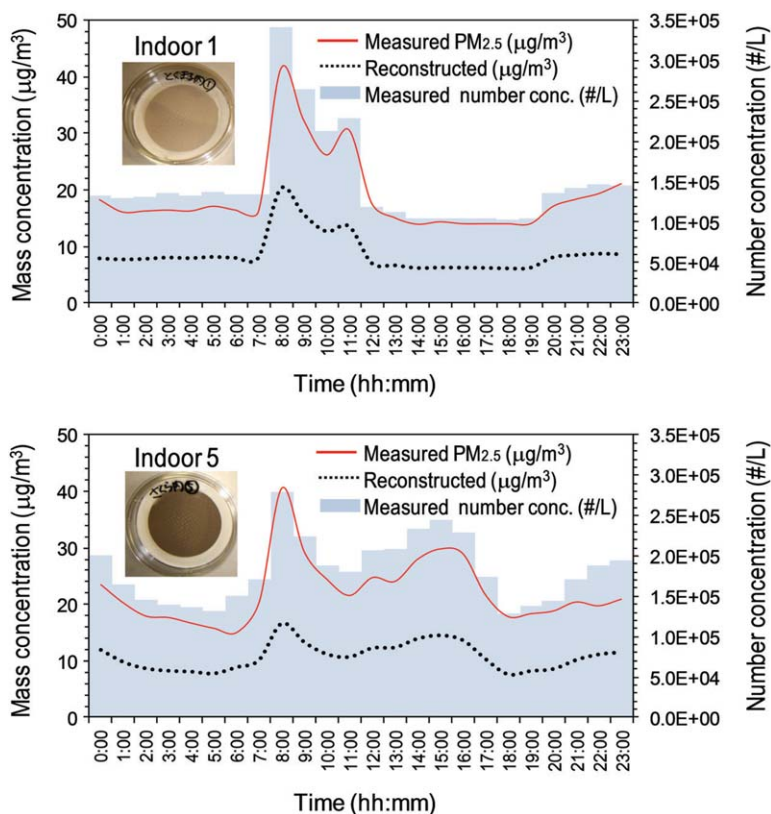 Indoor 1
Measured PM2.5 (μg/m³)
Reconstructed (μg/m³)
Measured number conc. (#/L)
Mass concentration (μg/m³)
50
40
30
20
10
0
Number concentration (#/L)
3.5E+05
3.0E+05
2.5E+05
2.0E+05
1.5E+05
1.0E+05
5.0E+04
0.0E+00
0:00
1:00
2:00
3:00
4:00
5:00
6:00
7:00
8:00
9:00
10:00
11:00
12:00
13:00
14:00
15:00
16:00
17:00
18:00
19:00
20:00
21:00
22:00
23:00
Time (hh:mm)
Indoor 5
Measured PM2.5 (μg/m³)
Reconstructed (μg/m³)
Measured number conc. (#/L)
Mass concentration (μg/m³)
50
40
30
20
10
0
Number concentration (#/L)
3.5E+05
3.0E+05
2.5E+05
2.0E+05
1.5E+05
1.0E+05
5.0E+04
0.0E+00
0:00
1:00
2:00
3:00
4:00
5:00
6:00
7:00
8:00
9:00
10:00
11:00
12:00
13:00
14:00
15:00
16:00
17:00
18:00
19:00
20:00
21:00
22:00
23:00
Time (hh:mm)